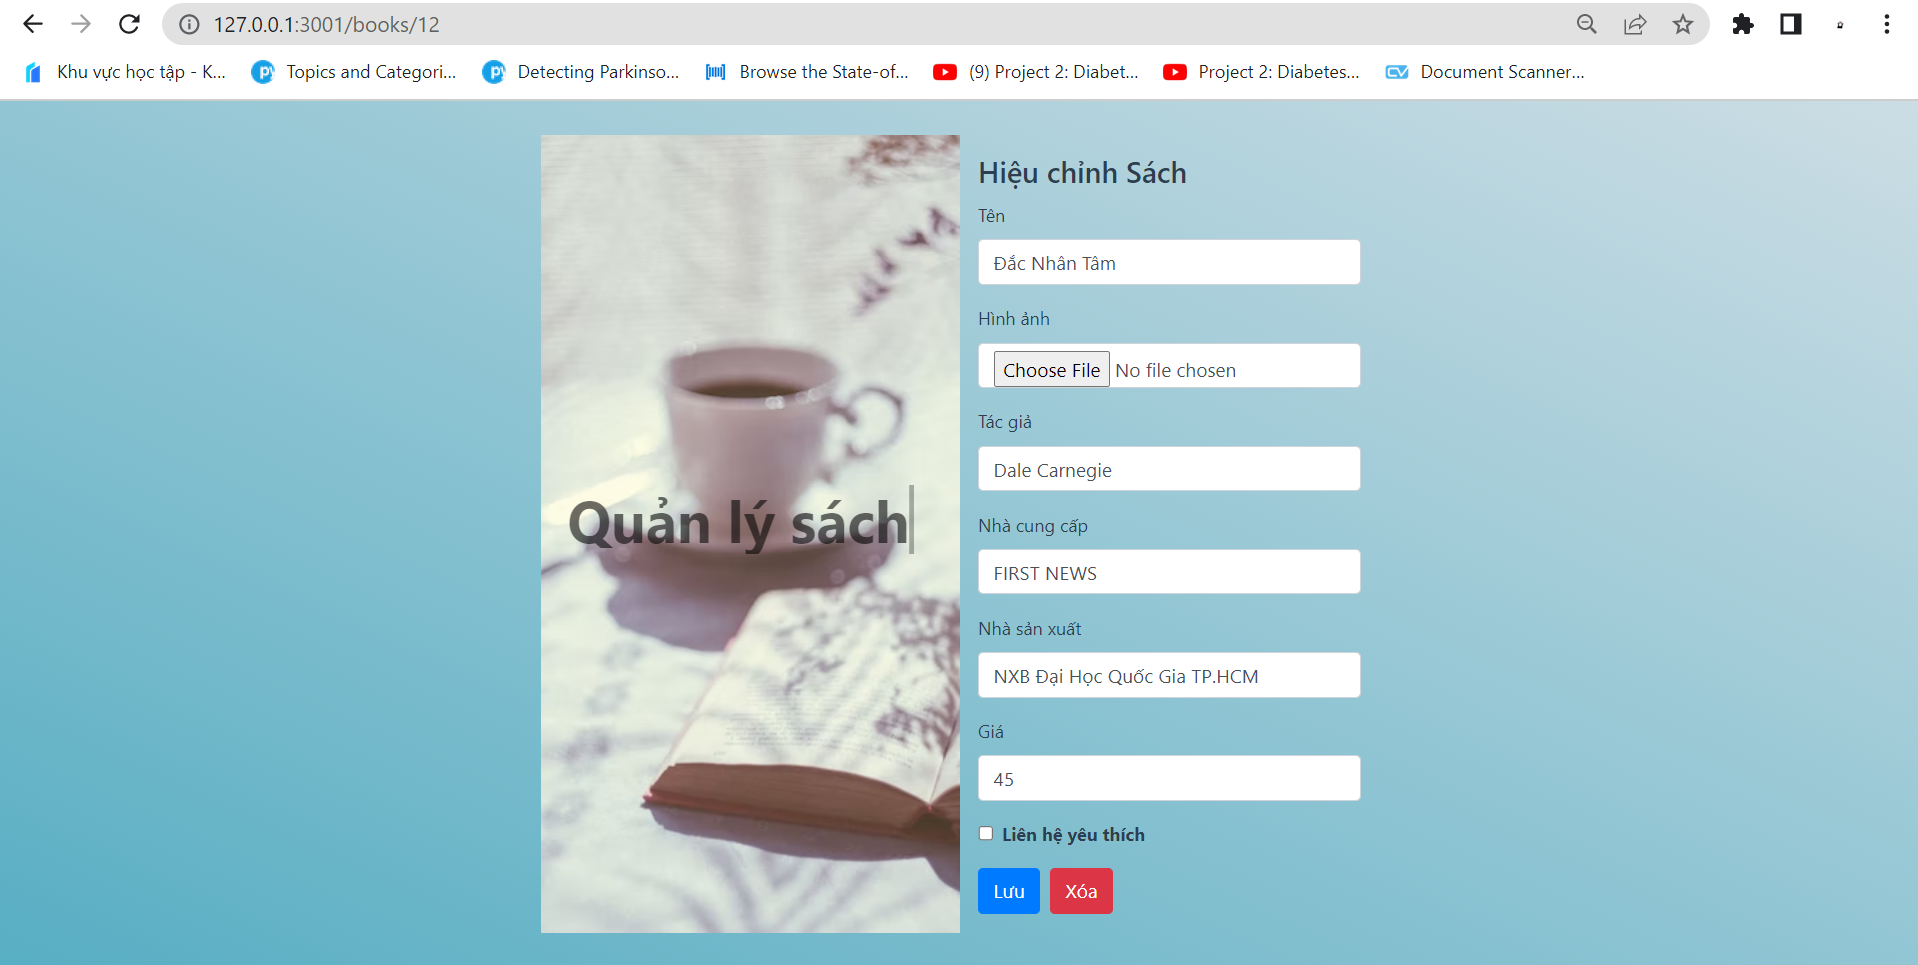 127.0.0.1:3001/books/12
Khu vực học tập - K...
Topics and Categori...
Detecting Parkinso...
Browse the State-of...
(9) Project 2: Diabet...
Project 2: Diabetes...
Document Scanner...
Quản lý sách
Hiệu chỉnh Sách
Tên
Đắc Nhân Tâm
Hình ảnh
Choose File No file chosen
Tác giả
Dale Carnegie
Nhà cung cấp
FIRST NEWS
Nhà sản xuất
NXB Đại Học Quốc Gia TP.HCM
Giá
45
Liên hệ yêu thích
Lưu
Xóa